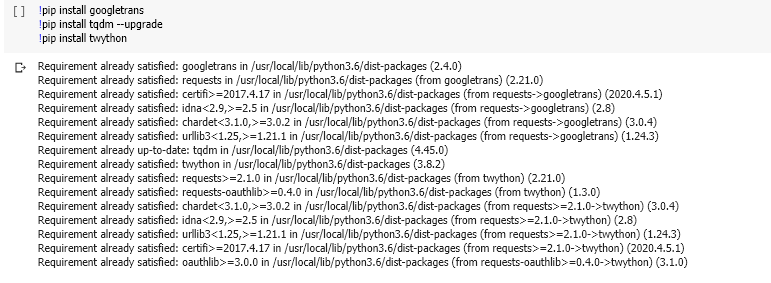 [ ] !pip install googletrans
!pip install tqdm --upgrade
!pip install twython
Requirement already satisfied: googletrans in /usr/local/lib/python3.6/dist-packages (2.4.0)
Requirement already satisfied: requests in /usr/local/lib/python3.6/dist-packages (from googletrans) (2.21.0)
Requirement already satisfied: certifi>=2017.4.17 in /usr/local/lib/python3.6/dist-packages (from requests->googletrans) (2020.4.5.1)
Requirement already satisfied: idna<2.9,>=2.5 in /usr/local/lib/python3.6/dist-packages (from requests->googletrans) (2.8)
Requirement already satisfied: chardet<3.1.0,>=3.0.2 in /usr/local/lib/python3.6/dist-packages (from requests->googletrans) (3.0.4)
Requirement already satisfied: urllib3<1.25,>=1.21.1 in /usr/local/lib/python3.6/dist-packages (from requests->googletrans) (1.24.3)
Requirement already up-to-date: tqdm in /usr/local/lib/python3.6/dist-packages (4.45.0)
Requirement already satisfied: twython in /usr/local/lib/python3.6/dist-packages (3.8.2)
Requirement already satisfied: requests>=2.1.0 in /usr/local/lib/python3.6/dist-packages (from twython) (2.21.0)
Requirement already satisfied: requests-oauthlib>=0.4.0 in /usr/local/lib/python3.6/dist-packages (from twython) (1.3.0)
Requirement already satisfied: chardet<3.1.0,>=3.0.2 in /usr/local/lib/python3.6/dist-packages (from requests>=2.1.0->twython) (3.0.4)
Requirement already satisfied: idna<2.9,>=2.5 in /usr/local/lib/python3.6/dist-packages (from requests>=2.1.0->twython) (2.8)
Requirement already satisfied: urllib3<1.25,>=1.21.1 in /usr/local/lib/python3.6/dist-packages (from requests>=2.1.0->twython) (1.24.3)
Requirement already satisfied: certifi>=2017.4.17 in /usr/local/lib/python3.6/dist-packages (from requests>=2.1.0->twython) (2020.4.5.1)
Requirement already satisfied: oauthlib>=3.0.0 in /usr/local/lib/python3.6/dist-packages (from requests-oauthlib>=0.4.0->twython) (3.1.0)